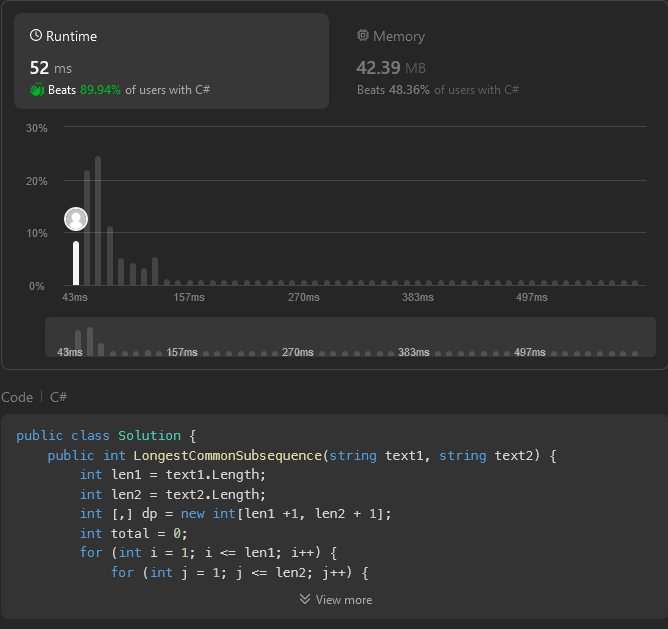 Runtime
Memory
52 ms
42.39 MB
Beats 89.94% of users with C#
Beats 48.36% of users with C#
30%
20%
10%
0%
43ms 157ms 270ms 383ms 497ms
43ms 157ms 270ms 383ms 497ms
Code | C#
public class Solution {
    public int LongestCommonSubsequence(string text1, string text2) {
        int len1 = text1.Length;
        int len2 = text2.Length;
        int [,] dp = new int[len1 +1, len2 + 1];
        int total = 0;
        for (int i = 1; i <= len1; i++) {
            for (int j = 1; j <= len2; j++) {
View more